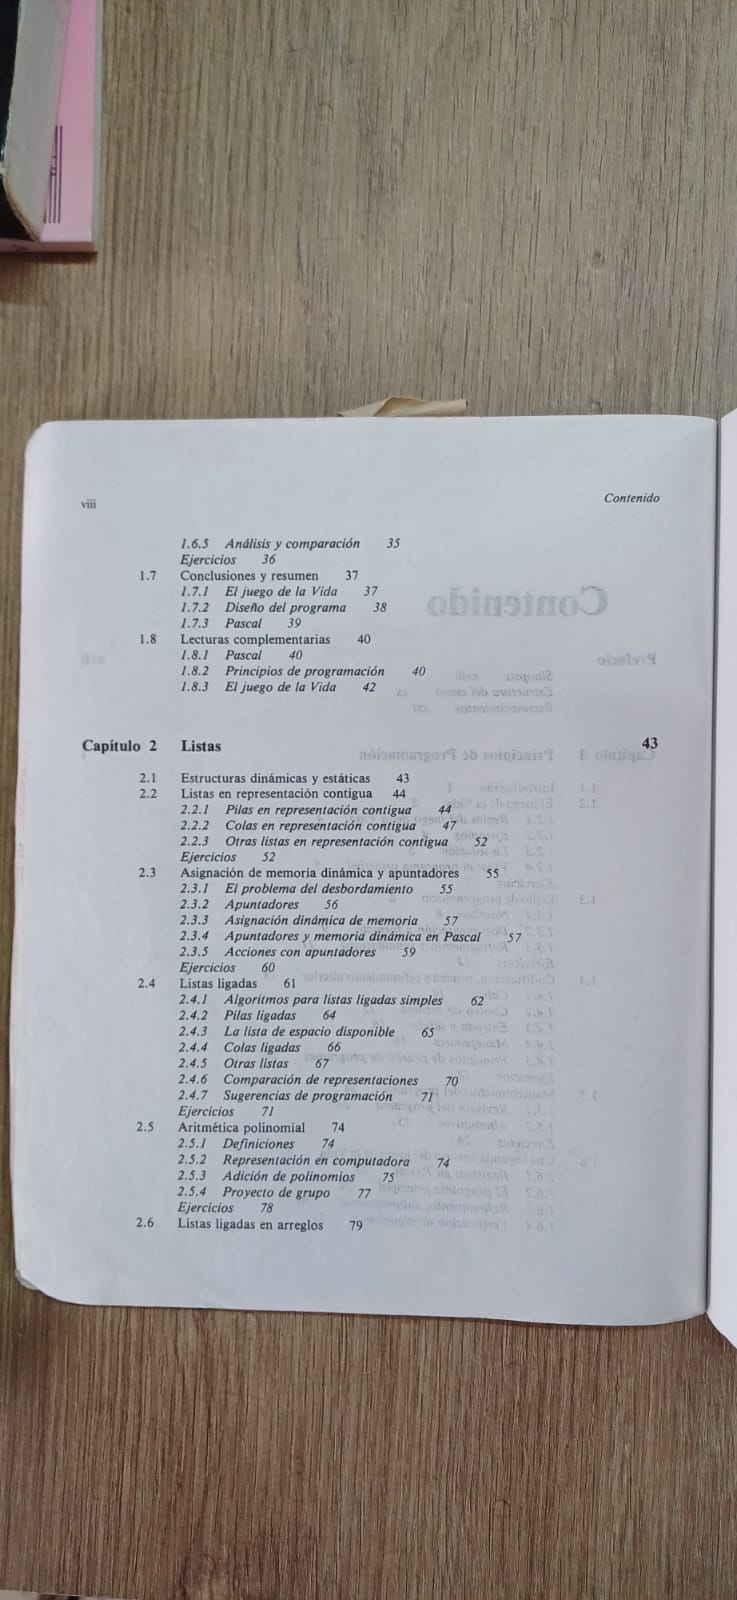 viii Contenido
1.6.5 Análisis y comparación 35
Ejercicios 36
1.7 Conclusiones y resumen 37
1.7.1 El juego de la Vida 37
1.7.2 Diseño del programa 38
1.7.3 Pascal 39
1.8 Lecturas complementarias 40
1.8.1 Pascal 40
1.8.2 Principios de programación 40
1.8.3 El juego de la Vida 42
Capítulo 2 Listas 43
2.1 Estructuras dinámicas y estáticas 43
2.2 Listas en representación contigua 44
2.2.1 Pilas en representación contigua 44
2.2.2 Colas en representación contigua 47
2.2.3 Otras listas en representación contigua 52
Ejercicios 52
2.3 Asignación de memoria dinámica y apuntadores 55
2.3.1 El problema del desbordamiento 55
2.3.2 Apuntadores 56
2.3.3 Asignación dinámica de memoria 57
2.3.4 Apuntadores y memoria dinámica en Pascal 57
2.3.5 Acciones con apuntadores 59
Ejercicios 60
2.4 Listas ligadas 61
2.4.1 Algoritmos para listas ligadas simples 62
2.4.2 Pilas ligadas 64
2.4.3 La lista de espacio disponible 65
2.4.4 Colas ligadas 66
2.4.5 Otras listas 67
2.4.6 Comparación de representaciones 70
2.4.7 Sugerencias de programación 71
Ejercicios 71
2.5 Aritmética polinomial 74
2.5.1 Definiciones 74
2.5.2 Representación en computadora 74
2.5.3 Adición de polinomios 75
2.5.4 Proyecto de grupo 77
Ejercicios 78
2.6 Listas ligadas en arreglos 79